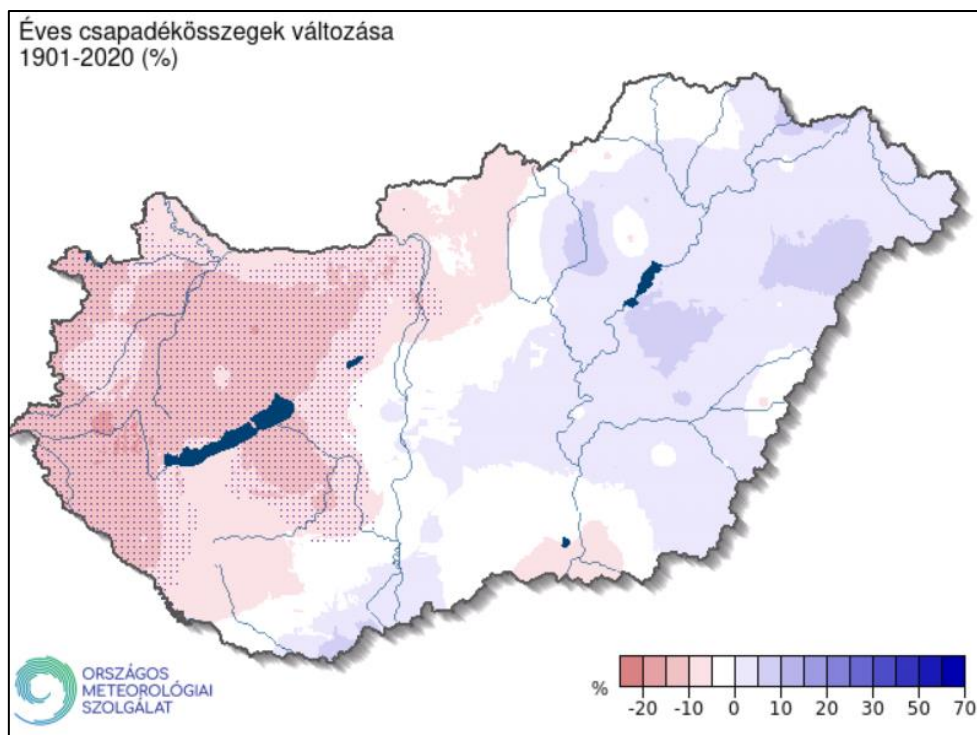 Éves csapadékösszegek változása
1901-2020 (%)
ORSZÁGOS
METEOROLÓGIAI
SZOLGÁLAT
%
-20 -10 0 10 20 30 50 70